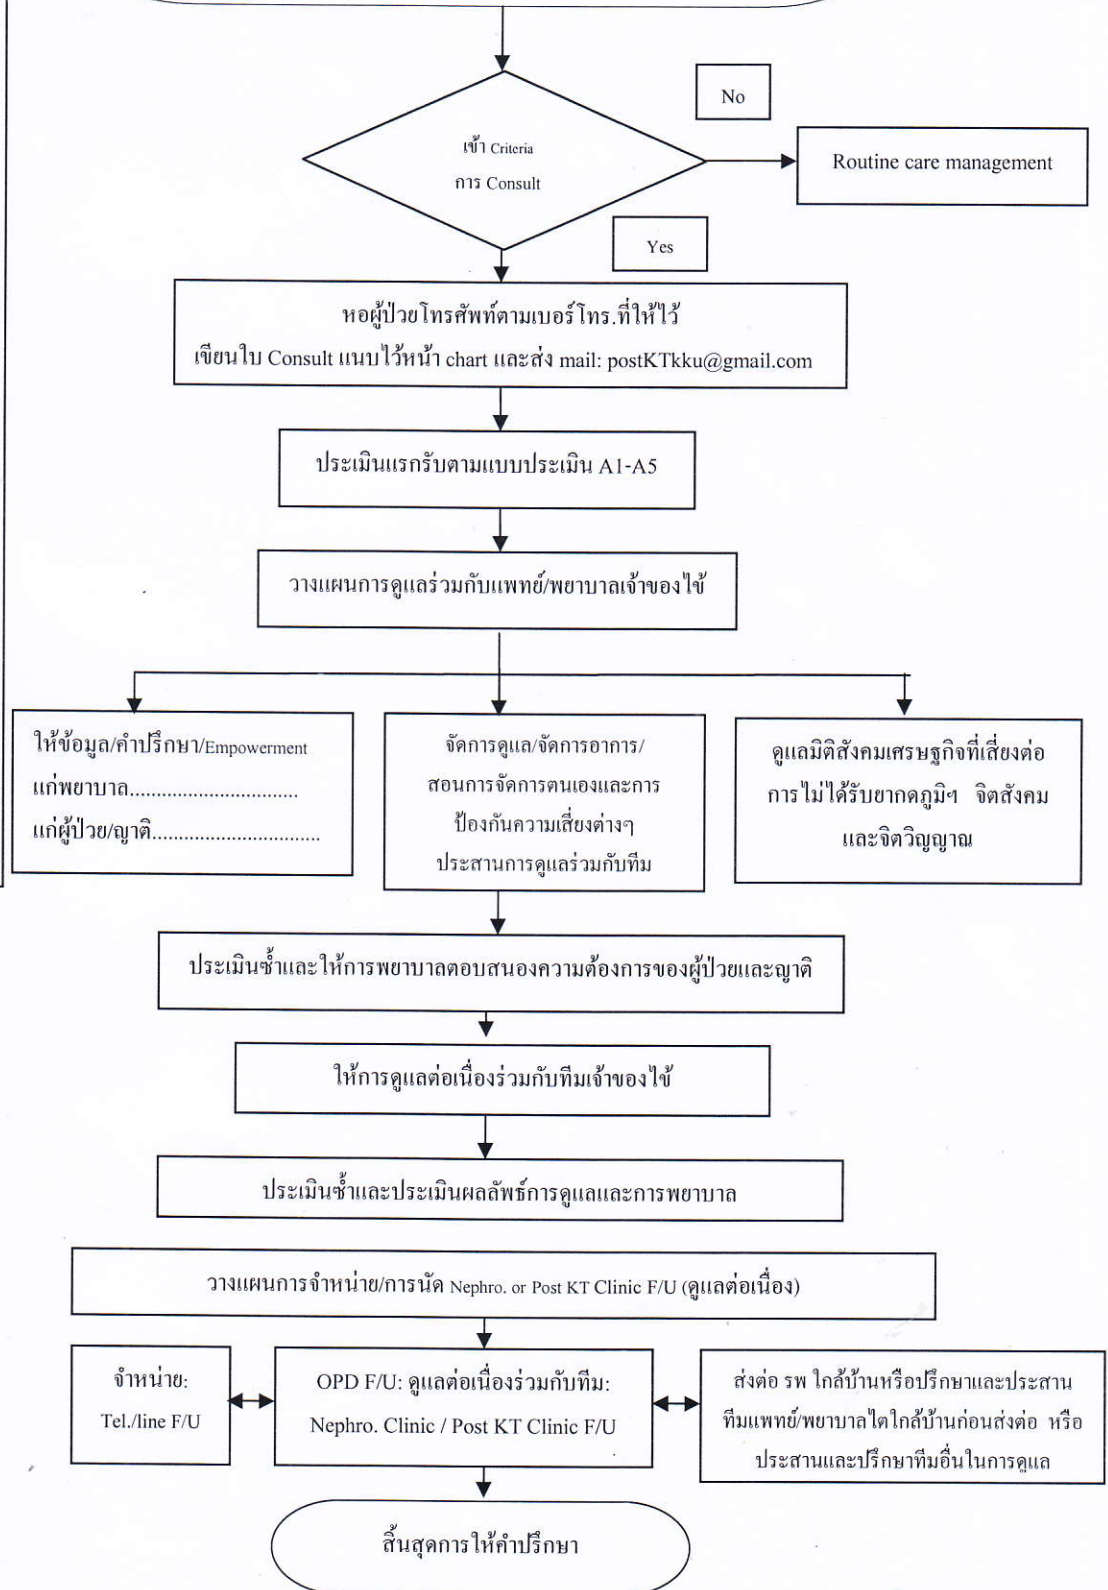 No
เข้า Criteria
การ Consult
Routine care management
Yes
หอผู้ป่วยโทรศัพท์ตามเบอร์โทร.ที่ให้ไว้
เขียนใบ Consult แนบไว้หน้า chart และส่ง mail: postKTkku@gmail.com
ประเมินแรกรับตามแบบประเมิน A1-A5
วางแผนการดูแลร่วมกับแพทย์/พยาบาลเจ้าของไข้
ให้ข้อมูล/คำปรึกษา/Empowerment
แก่พยาบาล...............................
แก่ผู้ป่วย/ญาติ...............................
จัดการดูแล/จัดการอาการ/
สอนการจัดการตนเองและการ
ป้องกันความเสี่ยงต่างๆ
ประสานการดูแลร่วมกับทีม
ดูแลมิติสังคมเศรษฐกิจที่เสี่ยงต่อ
การไม่ได้รับยากดภูมิฯ จิตสังคม
และจิตวิญญาณ
ประเมินซ้ำและให้การพยาบาลตอบสนองความต้องการของผู้ป่วยและญาติ
ให้การดูแลต่อเนื่องร่วมกับทีมเจ้าของไข้
ประเมินซ้ำและประเมินผลลัพธ์การดูแลและการพยาบาล
วางแผนการจำหน่าย/การนัด Nephro. or Post KT Clinic F/U (ดูแลต่อเนื่อง)
จำหน่าย:
Tel./line F/U
OPD F/U: ดูแลต่อเนื่องร่วมกับทีม:
Nephro. Clinic / Post KT Clinic F/U
ส่งต่อ รพ ใกล้บ้านหรือปรึกษาและประสาน
ทีมแพทย์/พยาบาลไตใกล้บ้านก่อนส่งต่อ หรือ
ประสานและปรึกษาทีมอื่นในการดูแล
สิ้นสุดการให้คำปรึกษา